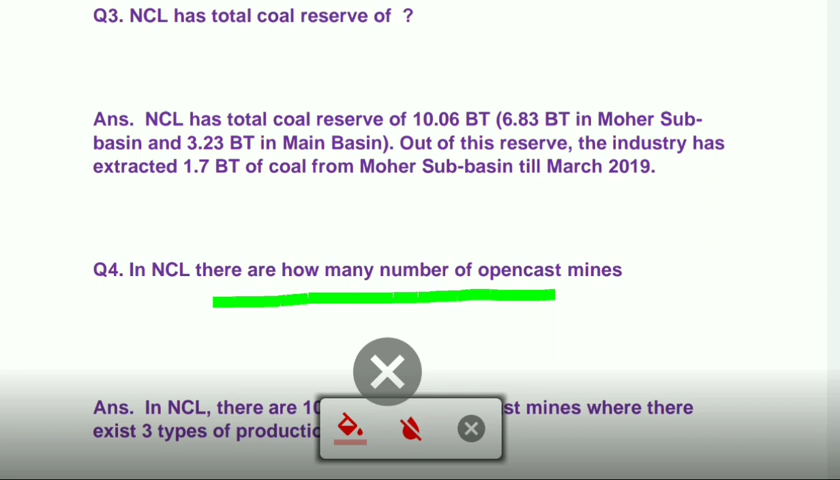 Q3. NCL has total coal reserve of ?
Ans. NCL has total coal reserve of 10.06 BT (6.83 BT in Moher Sub-
basin and 3.23 BT in Main Basin). Out of this reserve, the industry has
extracted 1.7 BT of coal from Moher Sub-basin till March 2019.
Q4. In NCL there are how many number of opencast mines
Ans. In NCL, there are 10 mines where there
exist 3 types of